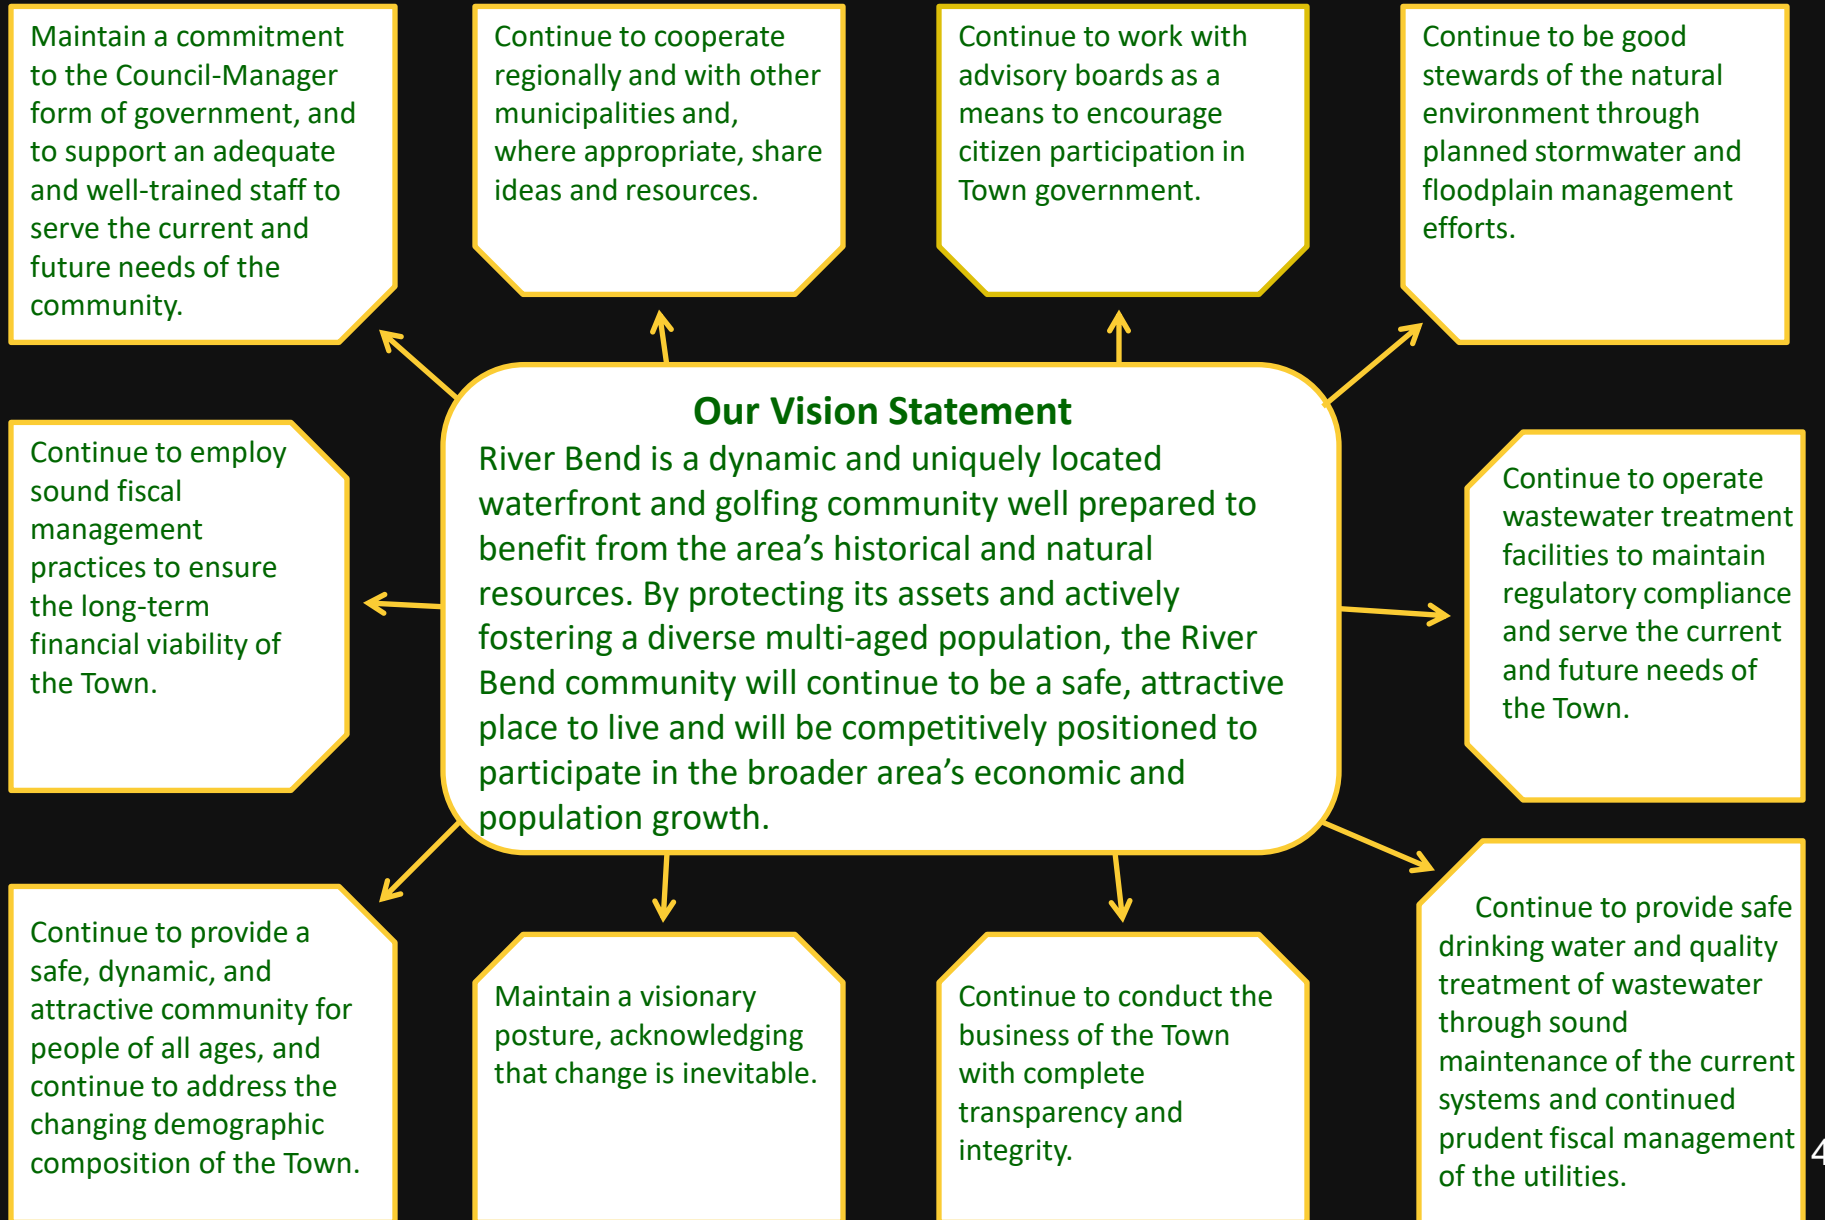 Maintain a commitment
to the Council-Manager
form of government, and
to support an adequate
and well-trained staff to
serve the current and
future needs of the
community.
Continue to cooperate
regionally and with other
municipalities and,
where appropriate, share
ideas and resources.
Continue to work with
advisory boards as a
means to encourage
citizen participation in
Town government.
Continue to be good
stewards of the natural
environment through
planned stormwater and
floodplain management
efforts.
Continue to employ
sound fiscal
management
practices to ensure
the long-term
financial viability of
the Town.
Our Vision Statement
River Bend is a dynamic and uniquely located
waterfront and golfing community well prepared to
benefit from the area’s historical and natural
resources. By protecting its assets and actively
fostering a diverse multi-aged population, the River
Bend community will continue to be a safe, attractive
place to live and will be competitively positioned to
participate in the broader area’s economic and
population growth.
Continue to operate
wastewater treatment
facilities to maintain
regulatory compliance
and serve the current
and future needs of
the Town.
Continue to provide a
safe, dynamic, and
attractive community for
people of all ages, and
continue to address the
changing demographic
composition of the Town.
Maintain a visionary
posture, acknowledging
that change is inevitable.
Continue to conduct the
business of the Town
with complete
transparency and
integrity.
Continue to provide safe
drinking water and quality
treatment of wastewater
through sound
maintenance of the current
systems and continued
prudent fiscal management
of the utilities.
4